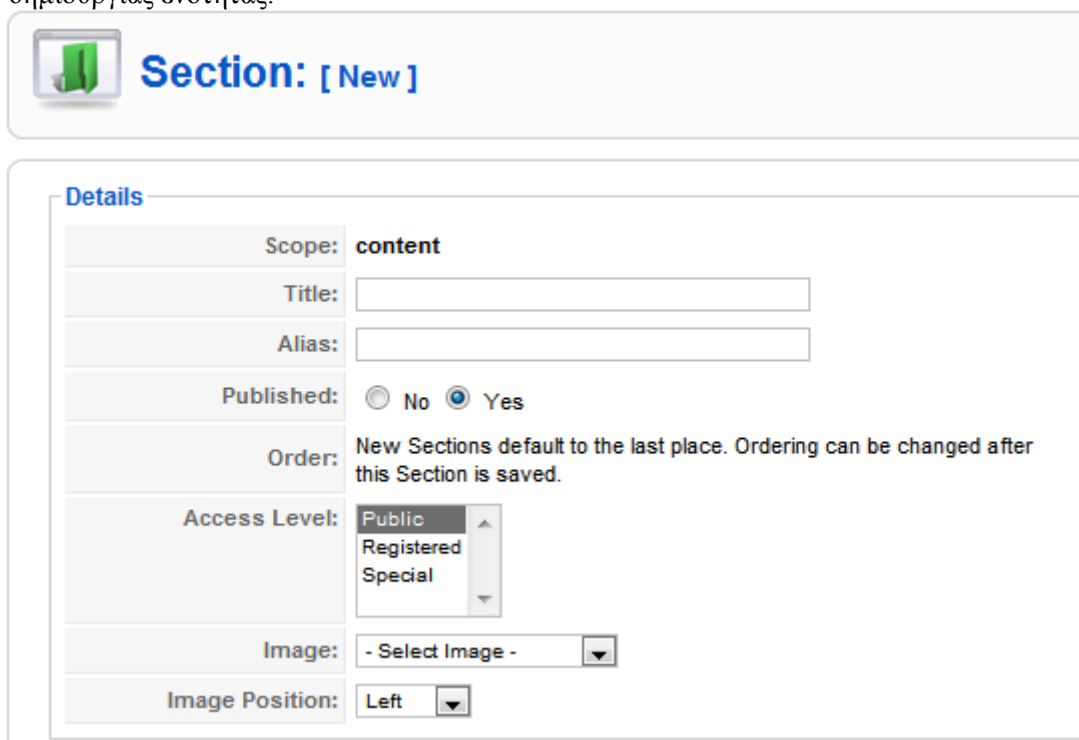 δημιουργίας ενότητας.
Section: [ New ]
Details
Scope: content
Title:
Alias:
Published: No Yes
Order: New Sections default to the last place. Ordering can be changed after
this Section is saved.
Access Level: Public
Registered
Special
Image: - Select Image -
Image Position: Left